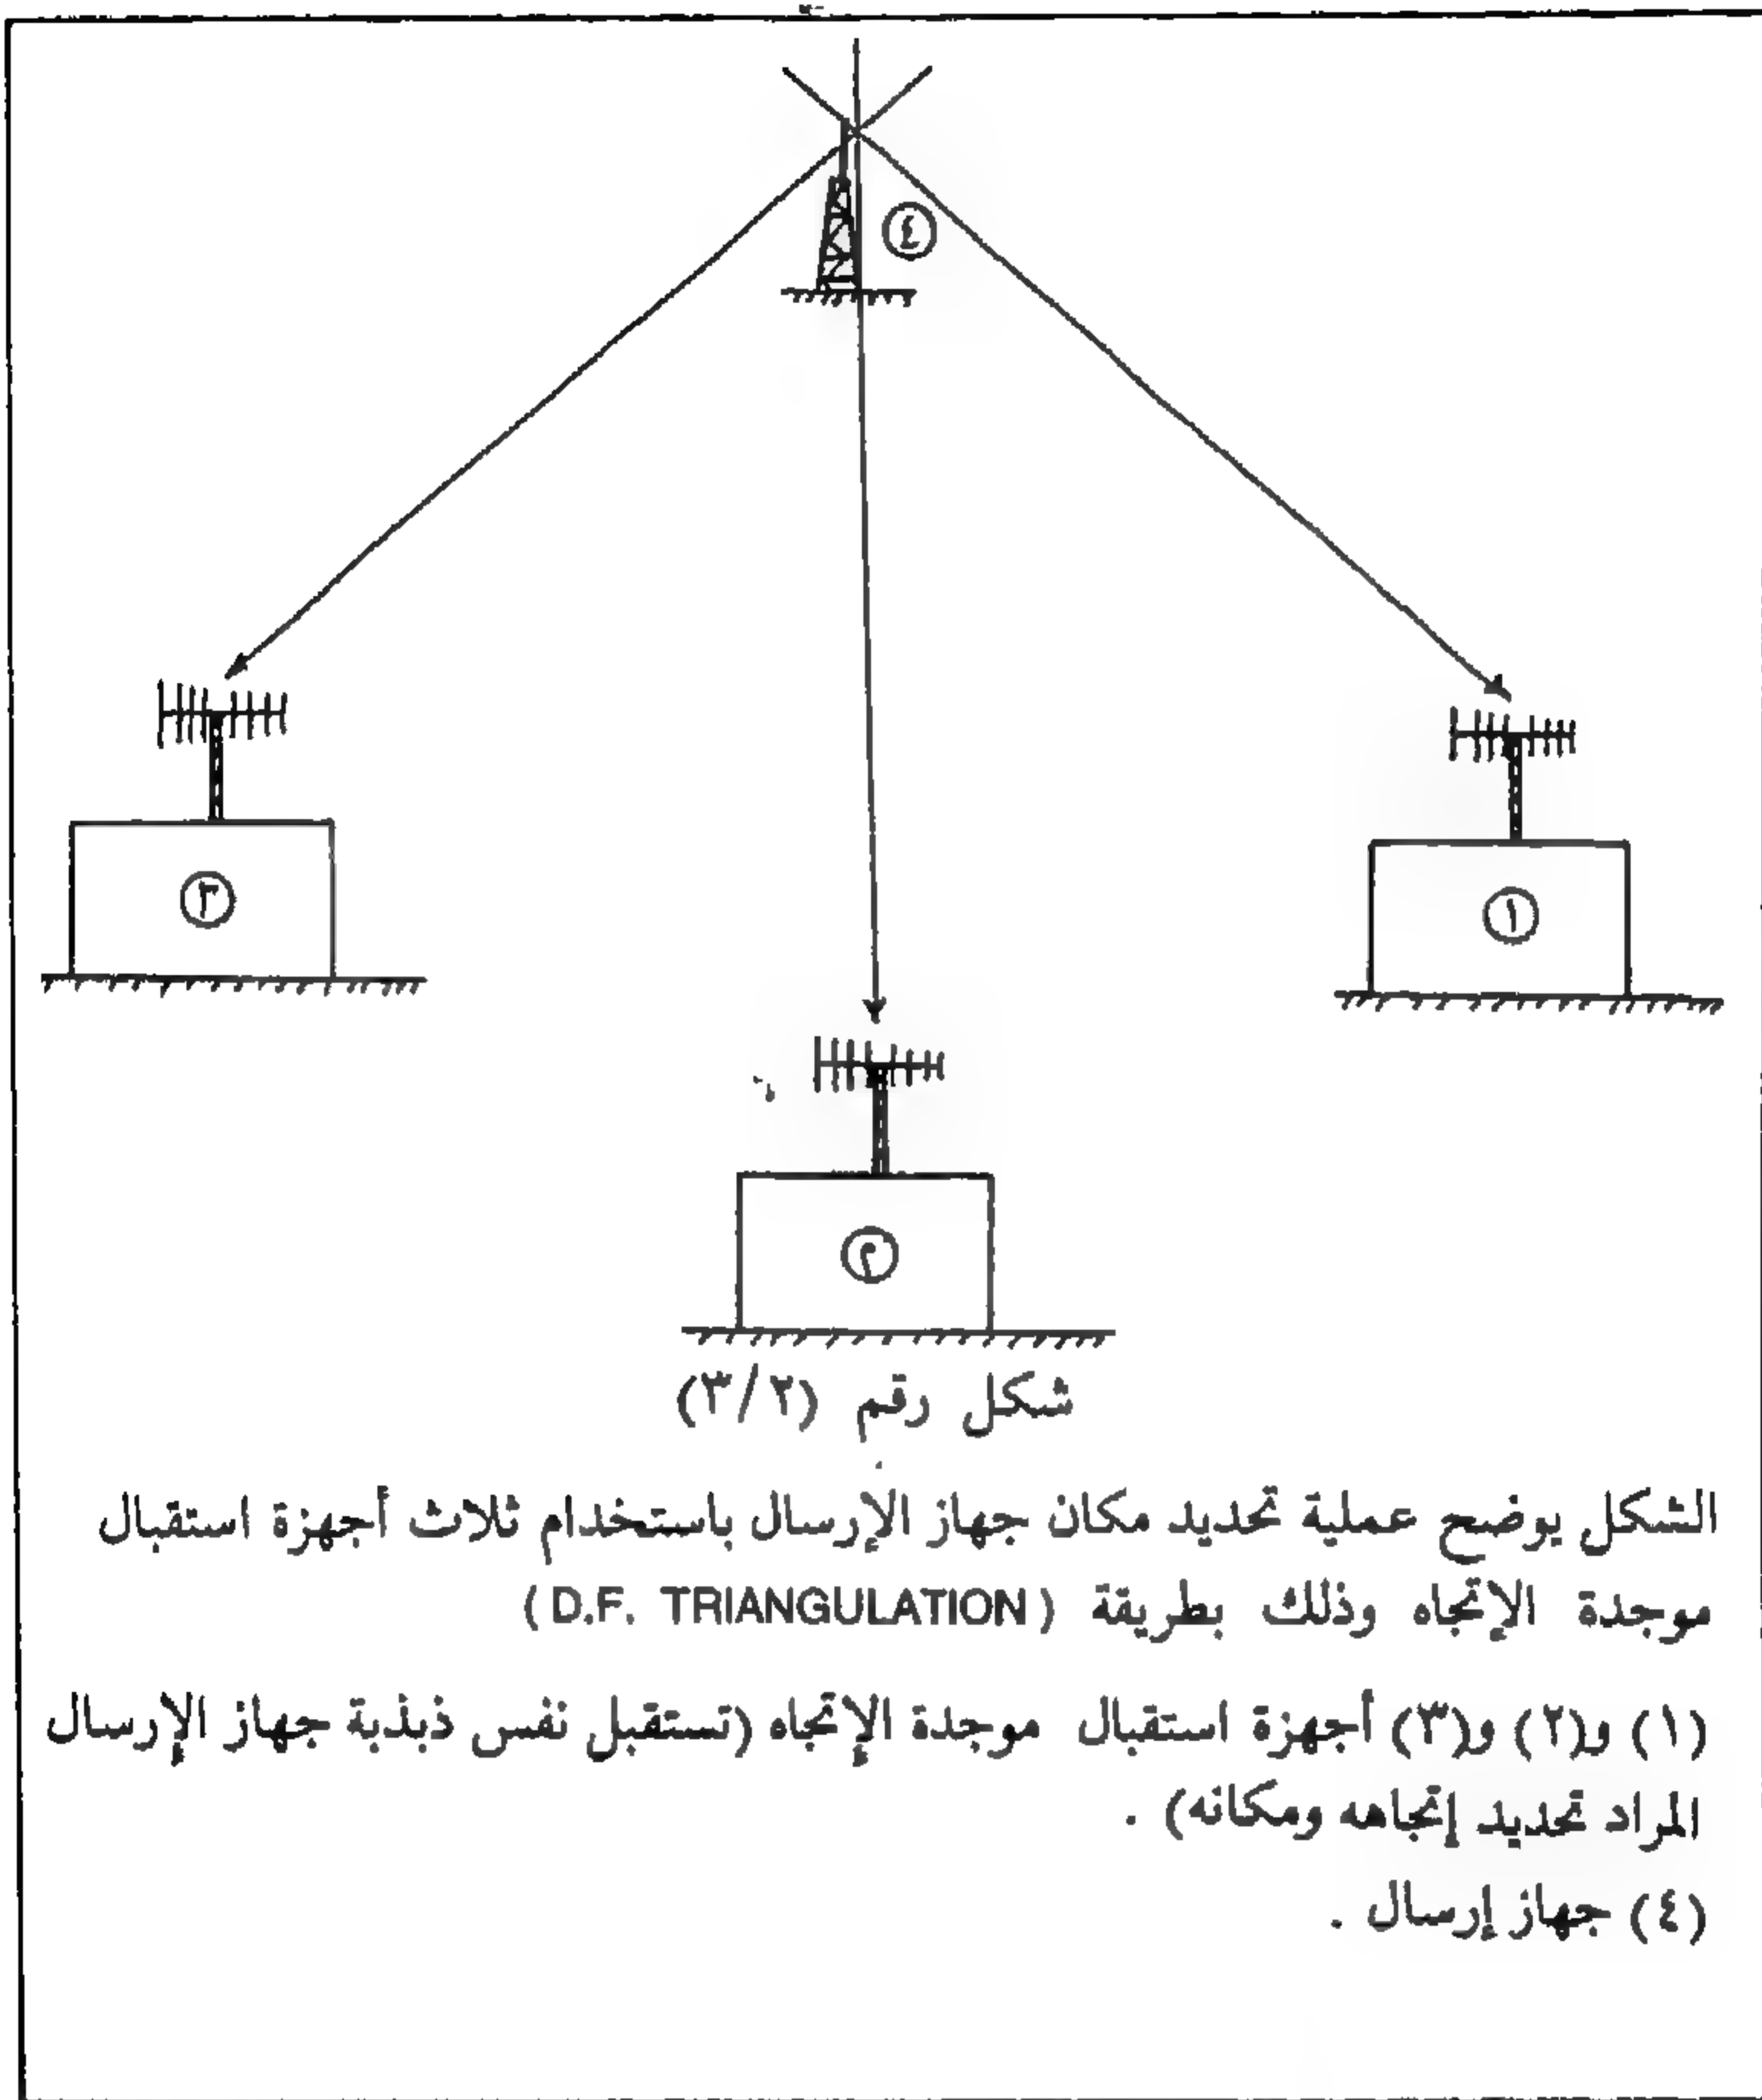 ٤
٣
١
٢
شكل رقم (٣/٢)
الشكل يوضح عملية تحديد مكان جهاز الإرسال باستخدام ثلاث أجهزة استقبال
موجدة الإتجاه وذلك بطريقة (D.F. TRIANGULATION)
(١) و(٢) و(٣) أجهزة استقبال موجدة الإتجاه (تستقبل نفس ذبذبة جهاز الإرسال
المراد تحديد إتجاهه ومكانه) .
(٤) جهاز إرسال .